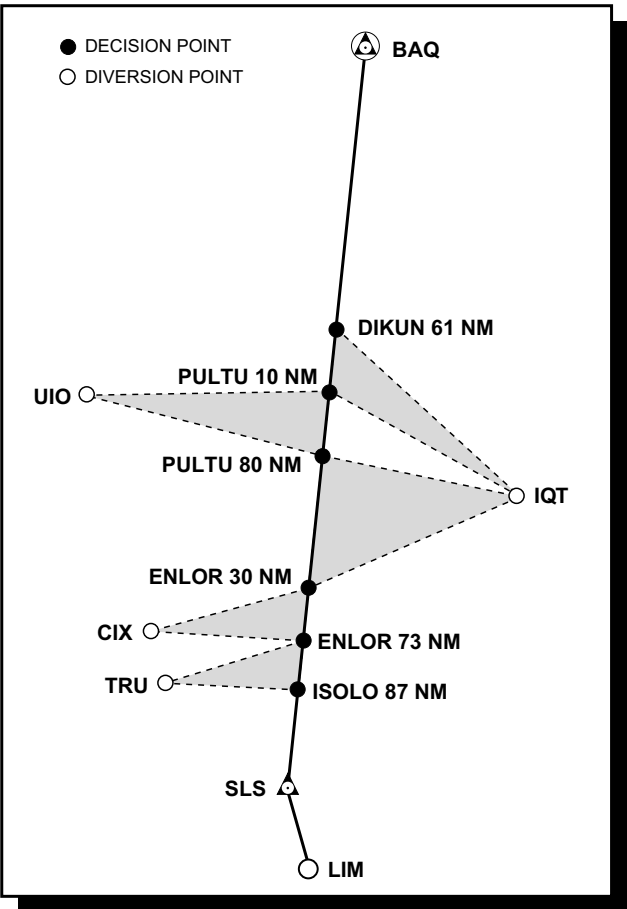 DECISION POINT
BAQ
DIVERSION POINT
DIKUN 61 NM
PULTU 10 NM
UIO
PULTU 80 NM
IQT
ENLOR 30 NM
CIX
ENLOR 73 NM
TRU
ISOLO 87 NM
SLS
LIM